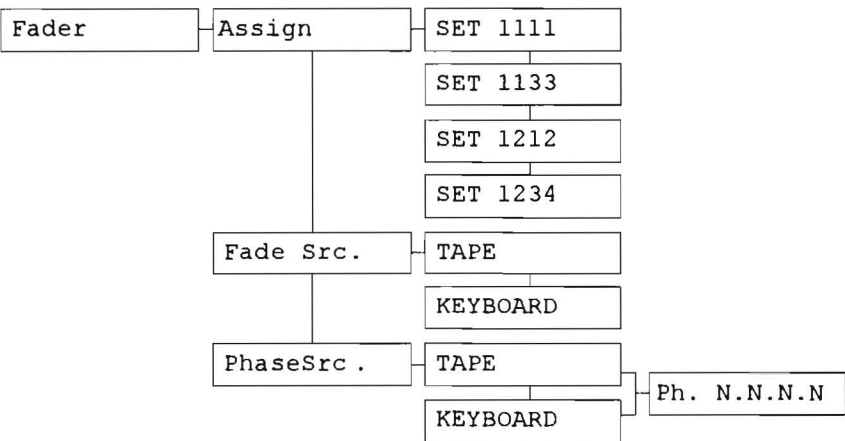 Fader
Assign
SET 1111
SET 1133
SET 1212
SET 1234
Fade Src.
TAPE
KEYBOARD
PhaseSrc.
TAPE
KEYBOARD
Ph. N.N.N.N